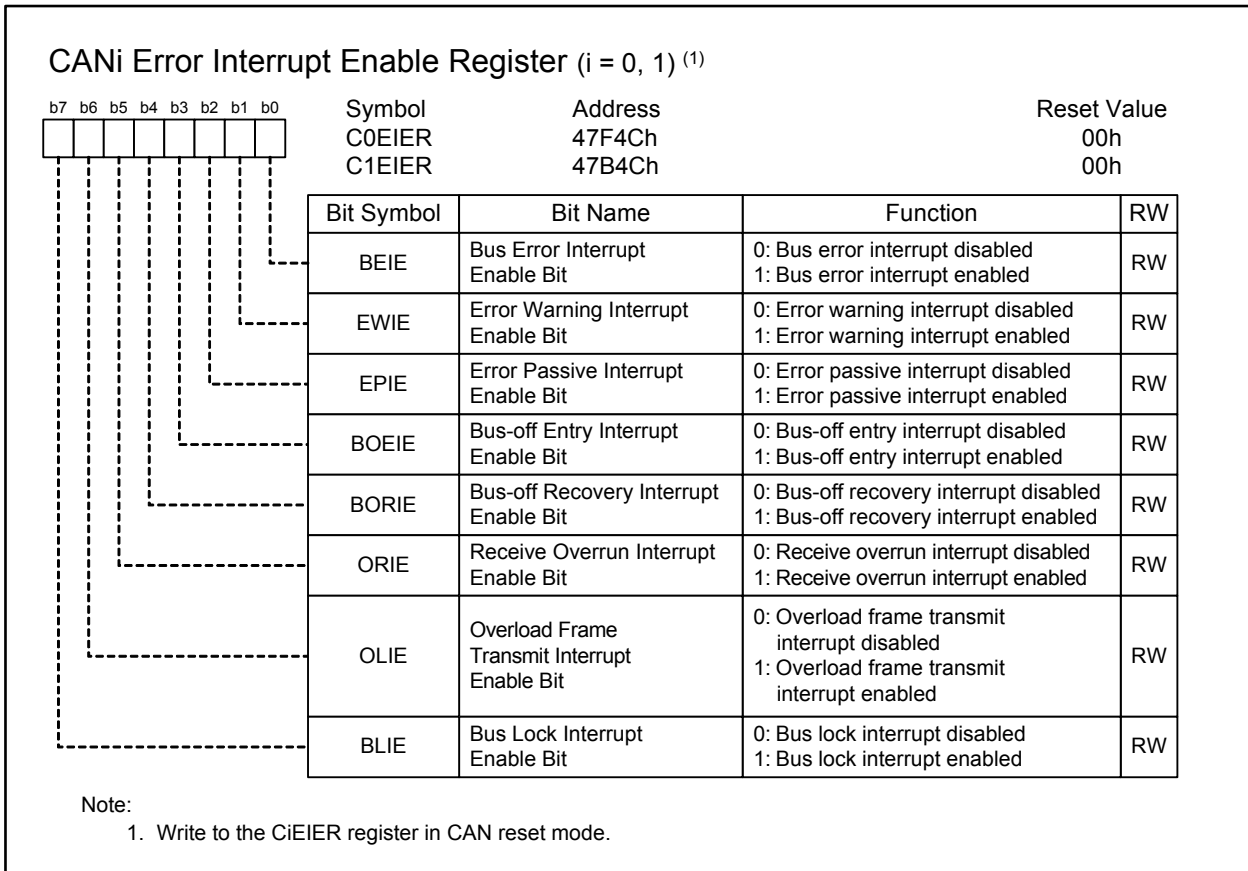 CANi Error Interrupt Enable Register (i = 0, 1) (1)
b7 b6 b5 b4 b3 b2 b1 b0
Symbol Address Reset Value
C0EIER 47F4Ch 00h
C1EIER 47B4Ch 00h
Bit Symbol Bit Name Function RW
BEIE Bus Error Interrupt Enable Bit 0: Bus error interrupt disabled 1: Bus error interrupt enabled RW
EWIE Error Warning Interrupt Enable Bit 0: Error warning interrupt disabled 1: Error warning interrupt enabled RW
EPIE Error Passive Interrupt Enable Bit 0: Error passive interrupt disabled 1: Error passive interrupt enabled RW
BOEIE Bus-off Entry Interrupt Enable Bit 0: Bus-off entry interrupt disabled 1: Bus-off entry interrupt enabled RW
BORIE Bus-off Recovery Interrupt Enable Bit 0: Bus-off recovery interrupt disabled 1: Bus-off recovery interrupt enabled RW
ORIE Receive Overrun Interrupt Enable Bit 0: Receive overrun interrupt disabled 1: Receive overrun interrupt enabled RW
OLIE Overload Frame Transmit Interrupt Enable Bit 0: Overload frame transmit interrupt disabled 1: Overload frame transmit interrupt enabled RW
BLIE Bus Lock Interrupt Enable Bit 0: Bus lock interrupt disabled 1: Bus lock interrupt enabled RW
Note:
1. Write to the CiEIER register in CAN reset mode.